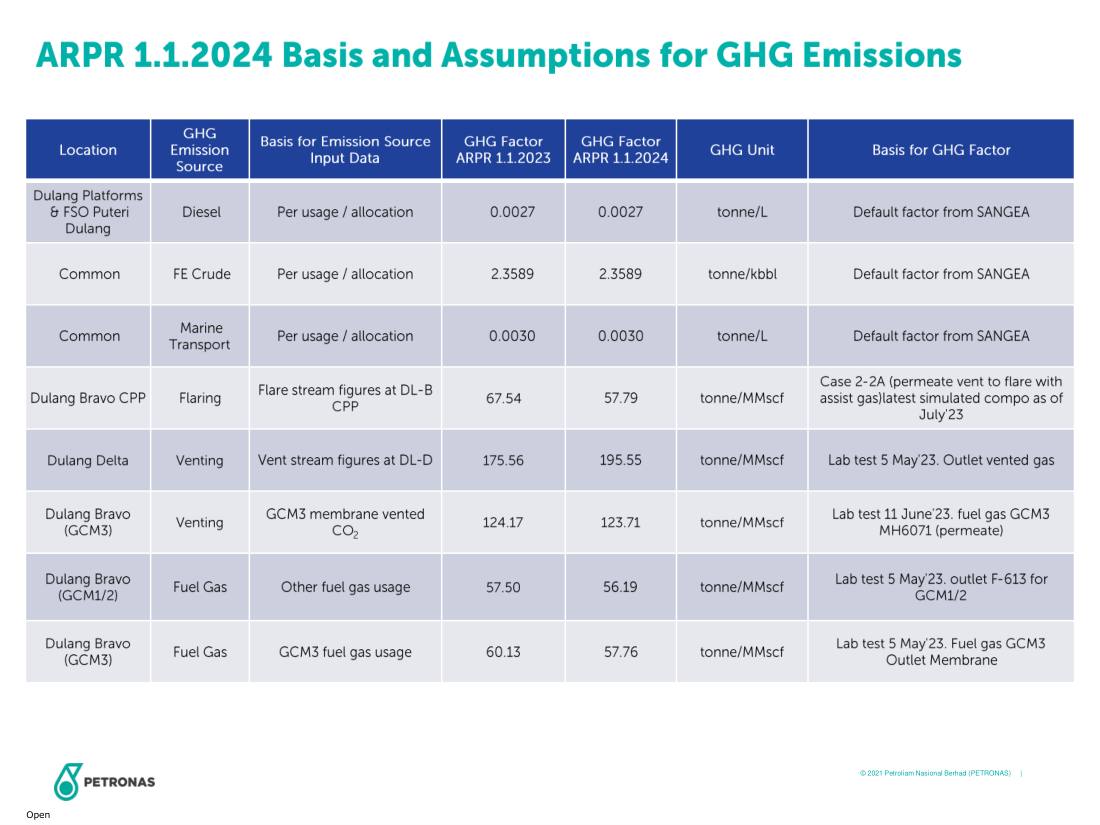 ARPR 1.1.2024 Basis and Assumptions for GHG Emissions
Location
GHG
Emission
Source
Basis for Emission Source
Input Data
GHG Factor
ARPR 1.1.2023
GHG Factor
ARPR 1.1.2024
GHG Unit
Basis for GHG Factor
Dulang Platforms
& FSO Puteri
Dulang
Diesel
Per usage / allocation
0.0027
0.0027
tonne/L
Default factor from SANGEA
Common
FE Crude
Per usage / allocation
2.3589
2.3589
tonne/kbbl
Default factor from SANGEA
Common
Marine
Transport
Per usage / allocation
0.0030
0.0030
tonne/L
Default factor from SANGEA
Dulang Bravo CPP
Flaring
Flare stream figures at DL-B
CPP
67.54
57.79
tonne/MMscf
Case 2-2A (permeate vent to flare with
assist gas)latest simulated compo as of
July'23
Dulang Delta
Venting
Vent stream figures at DL-D
175.56
195.55
tonne/MMscf
Lab test 5 May'23. Outlet vented gas
Dulang Bravo
(GCM3)
Venting
GCM3 membrane vented
CO2
124.17
123.71
tonne/MMscf
Lab test 11 June'23. fuel gas GCM3
MH6071 (permeate)
Dulang Bravo
(GCM1/2)
Fuel Gas
Other fuel gas usage
57.50
56.19
tonne/MMscf
Lab test 5 May'23. outlet F-613 for
GCM1/2
Dulang Bravo
(GCM3)
Fuel Gas
GCM3 fuel gas usage
60.13
57.76
tonne/MMscf
Lab test 5 May'23. Fuel gas GCM3
Outlet Membrane
PETRONAS
© 2021 Petroliam Nasional Berhad (PETRONAS) |
Open